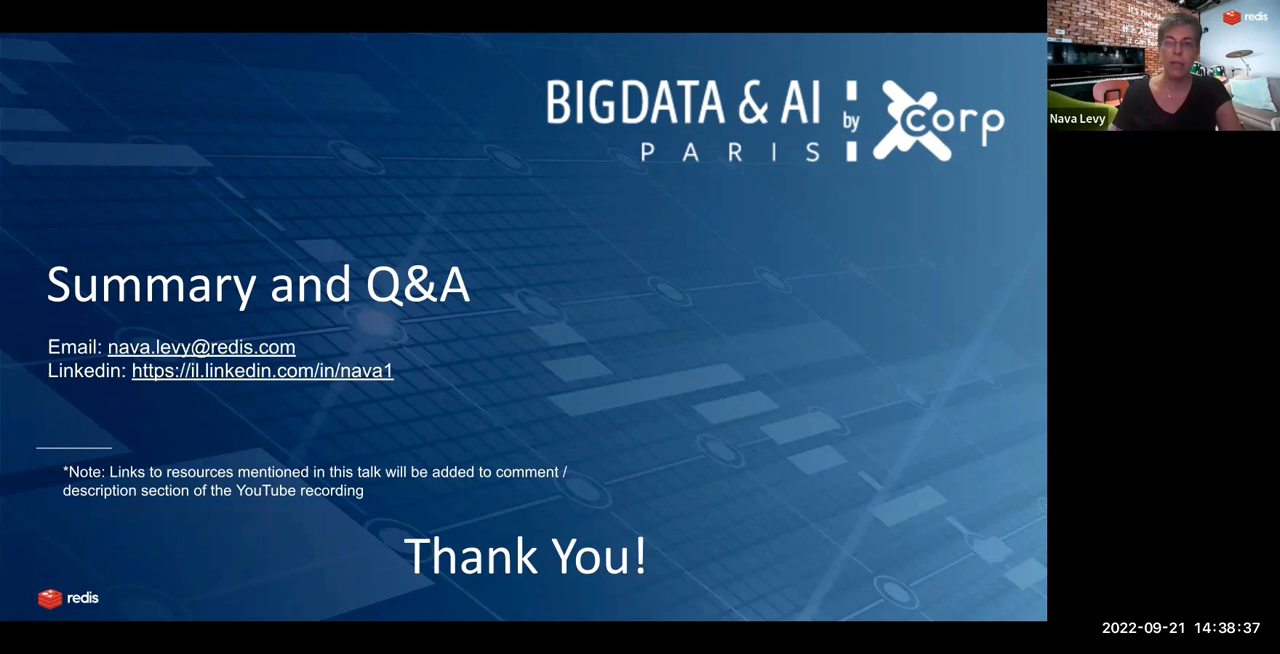 BIGDATA & AI
by
corp
PARIS
Summary and Q&A
Email: nava.levy@redis.com
Linkedin: https://il.linkedin.com/in/nava1
*Note: Links to resources mentioned in this talk will be added to comment /
description section of the YouTube recording
Thank You!
redis
redis
Nava Levy
2022-09-21 14:38:37